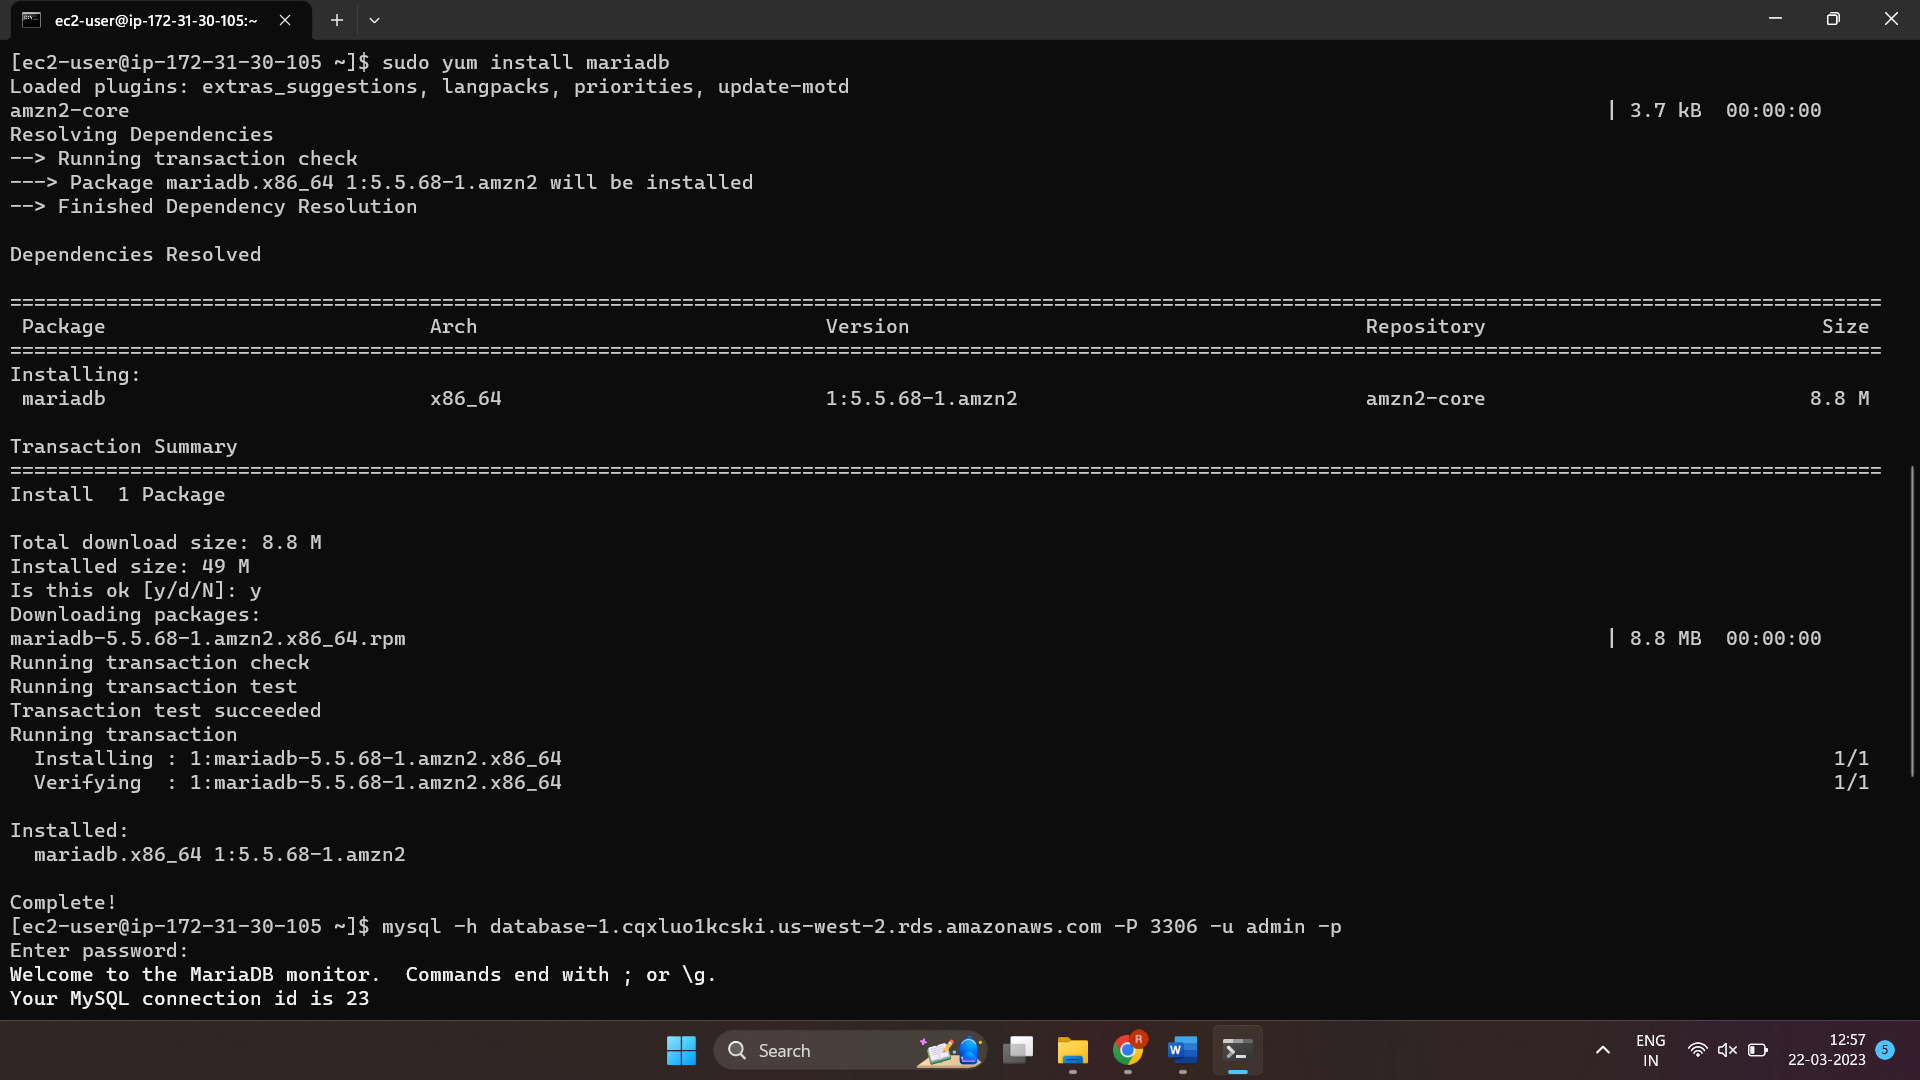 ec2-user@ip-172-31-30-105:~
[ec2-user@ip-172-31-30-105 ~]$ sudo yum install mariadb
Loaded plugins: extras_suggestions, langpacks, priorities, update-motd
amzn2-core | 3.7 kB 00:00:00
Resolving Dependencies
--> Running transaction check
---> Package mariadb.x86_64 1:5.5.68-1.amzn2 will be installed
--> Finished Dependency Resolution
Dependencies Resolved
================================================================================
Package Arch Version Repository Size
================================================================================
Installing:
mariadb x86_64 1:5.5.68-1.amzn2 amzn2-core 8.8 M
Transaction Summary
================================================================================
Install 1 Package
Total download size: 8.8 M
Installed size: 49 M
Is this ok [y/d/N]: y
Downloading packages:
mariadb-5.5.68-1.amzn2.x86_64.rpm | 8.8 MB 00:00:00
Running transaction check
Running transaction test
Transaction test succeeded
Running transaction
Installing : 1:mariadb-5.5.68-1.amzn2.x86_64 1/1
Verifying : 1:mariadb-5.5.68-1.amzn2.x86_64 1/1
Installed:
mariadb.x86_64 1:5.5.68-1.amzn2
Complete!
[ec2-user@ip-172-31-30-105 ~]$ mysql -h database-1.cqxluo1kcski.us-west-2.rds.amazonaws.com -P 3306 -u admin -p
Enter password:
Welcome to the MariaDB monitor. Commands end with ; or \g.
Your MySQL connection id is 23
Search
R
W
ENG
IN
12:57
22-03-2023
5